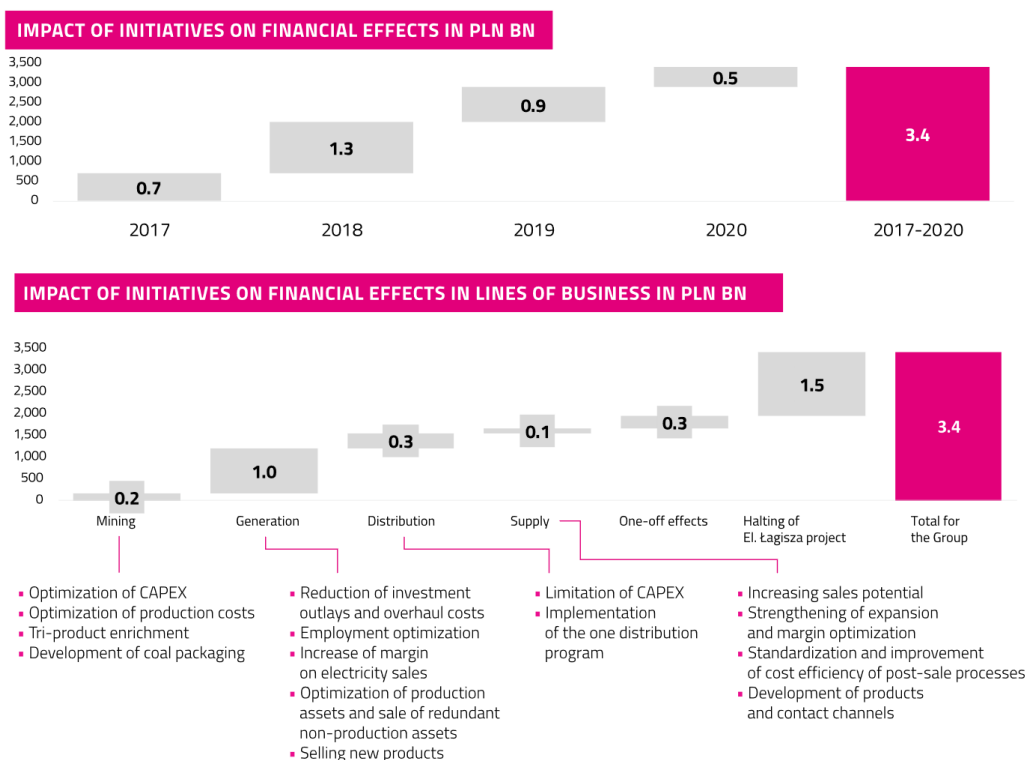 IMPACT OF INITIATIVES ON FINANCIAL EFFECTS IN PLN BN
3,500
3,000
2,500
2,000
1,500
1,000
500
0
0.7
1.3
0.9
0.5
3.4
2017
2018
2019
2020
2017-2020
IMPACT OF INITIATIVES ON FINANCIAL EFFECTS IN LINES OF BUSINESS IN PLN BN
3,500
3,000
2,500
2,000
1,500
1,000
500
0
0.2
1.0
0.3
0.1
0.3
1.5
3.4
Mining
Generation
Distribution
Supply
One-off effects
Halting of
El. Łagisza project
Total for
the Group
▪ Optimization of CAPEX
▪ Optimization of production costs
▪ Tri-product enrichment
▪ Development of coal packaging
▪ Reduction of investment
outlays and overhaul costs
▪ Employment optimization
▪ Increase of margin
on electricity sales
▪ Optimization of production
assets and sale of redundant
non-production assets
▪ Selling new products
▪ Limitation of CAPEX
▪ Implementation
of the one distribution
program
▪ Increasing sales potential
▪ Strengthening of expansion
and margin optimization
▪ Standardization and improvement
of cost efficiency of post-sale processes
▪ Development of products
and contact channels